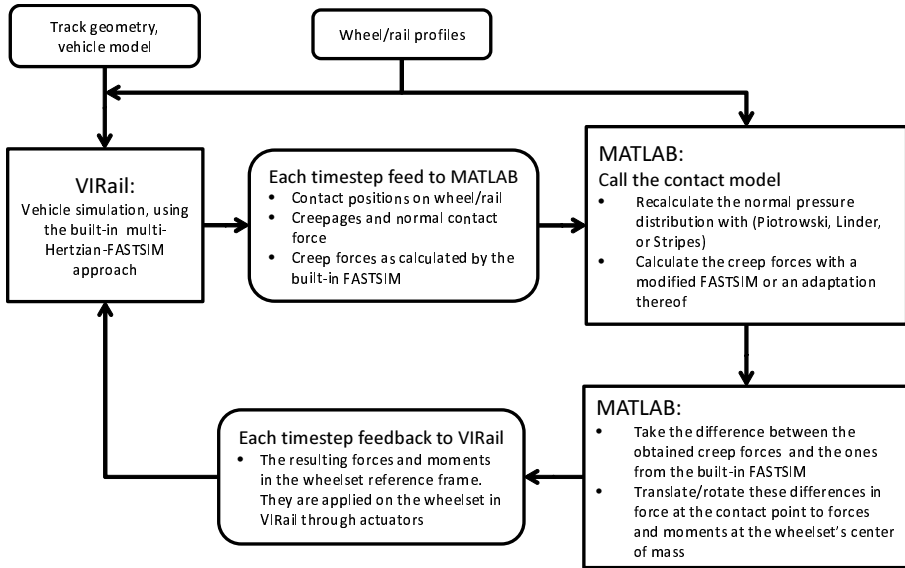 Track geometry,
vehicle model
Wheel/rail profiles
VIRail:
Vehicle simulation, using
the built-in multi-
Hertzian-FASTSIM
approach
Each timestep feed to MATLAB
• Contact positions on wheel/rail
• Creepages and normal contact
force
• Creep forces as calculated by the
built-in FASTSIM
MATLAB:
Call the contact model
• Recalculate the normal pressure
distribution with (Piotrowski, Linder,
or Stripes)
• Calculate the creep forces with a
modified FASTSIM or an adaptation
thereof
MATLAB:
• Take the difference between the
obtained creep forces and the ones
from the built-in FASTSIM
• Translate/rotate these differences in
force at the contact point to forces
and moments at the wheelset's center
of mass
Each timestep feedback to VIRail
• The resulting forces and moments
in the wheelset reference frame.
They are applied on the wheelset in
VIRail through actuators